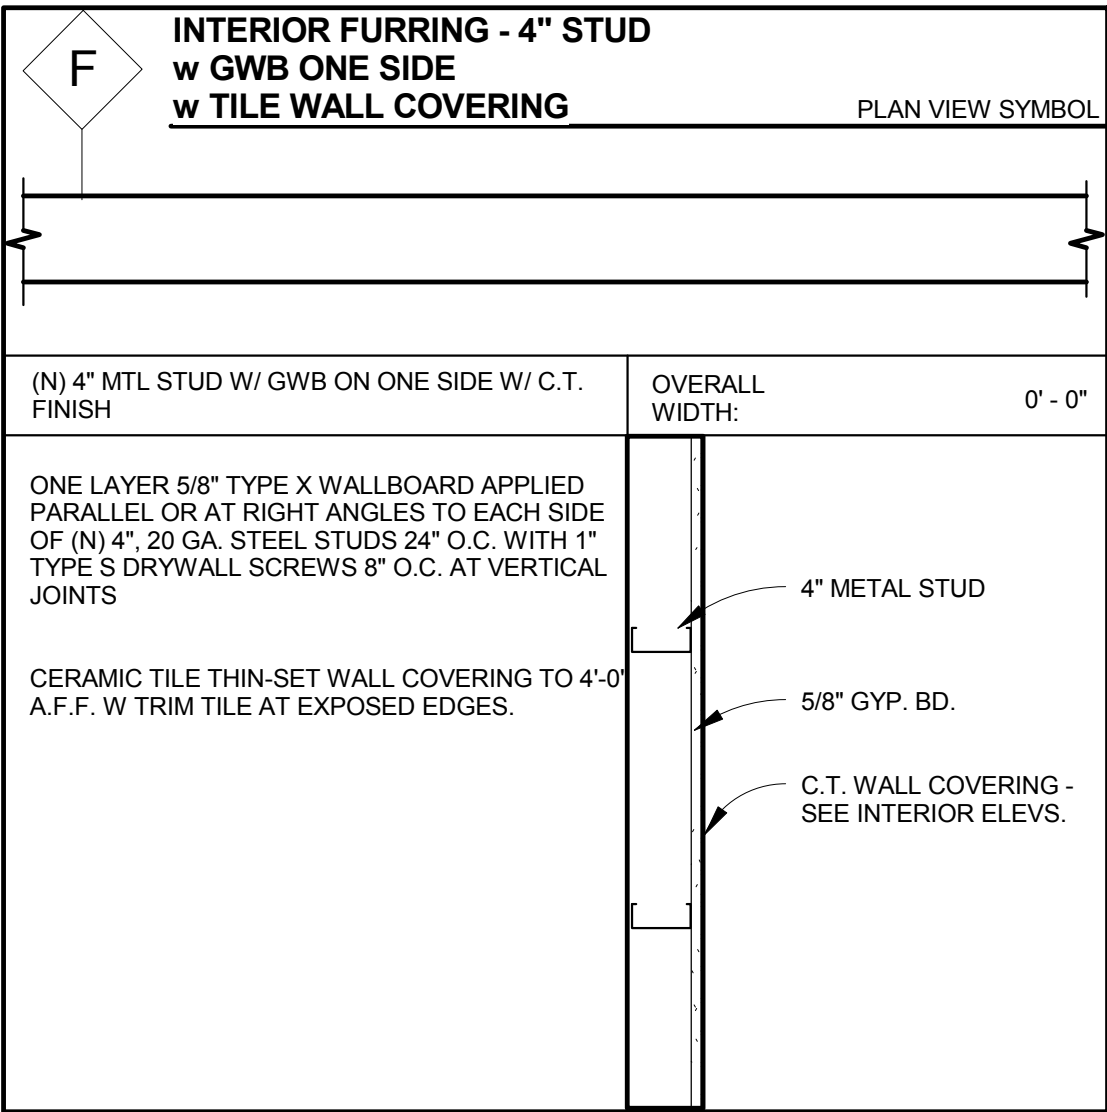 F
INTERIOR FURRING - 4" STUD
w GWB ONE SIDE
w TILE WALL COVERING
PLAN VIEW SYMBOL
(N) 4" MTL STUD W/ GWB ON ONE SIDE W/ C.T.
FINISH
OVERALL
WIDTH:
0' - 0"
ONE LAYER 5/8" TYPE X WALLBOARD APPLIED
PARALLEL OR AT RIGHT ANGLES TO EACH SIDE
OF (N) 4", 20 GA. STEEL STUDS 24" O.C. WITH 1"
TYPE S DRYWALL SCREWS 8" O.C. AT VERTICAL
JOINTS
CERAMIC TILE THIN-SET WALL COVERING TO 4'-0"
A.F.F. W TRIM TILE AT EXPOSED EDGES.
4" METAL STUD
5/8" GYP. BD.
C.T. WALL COVERING -
SEE INTERIOR ELEVS.